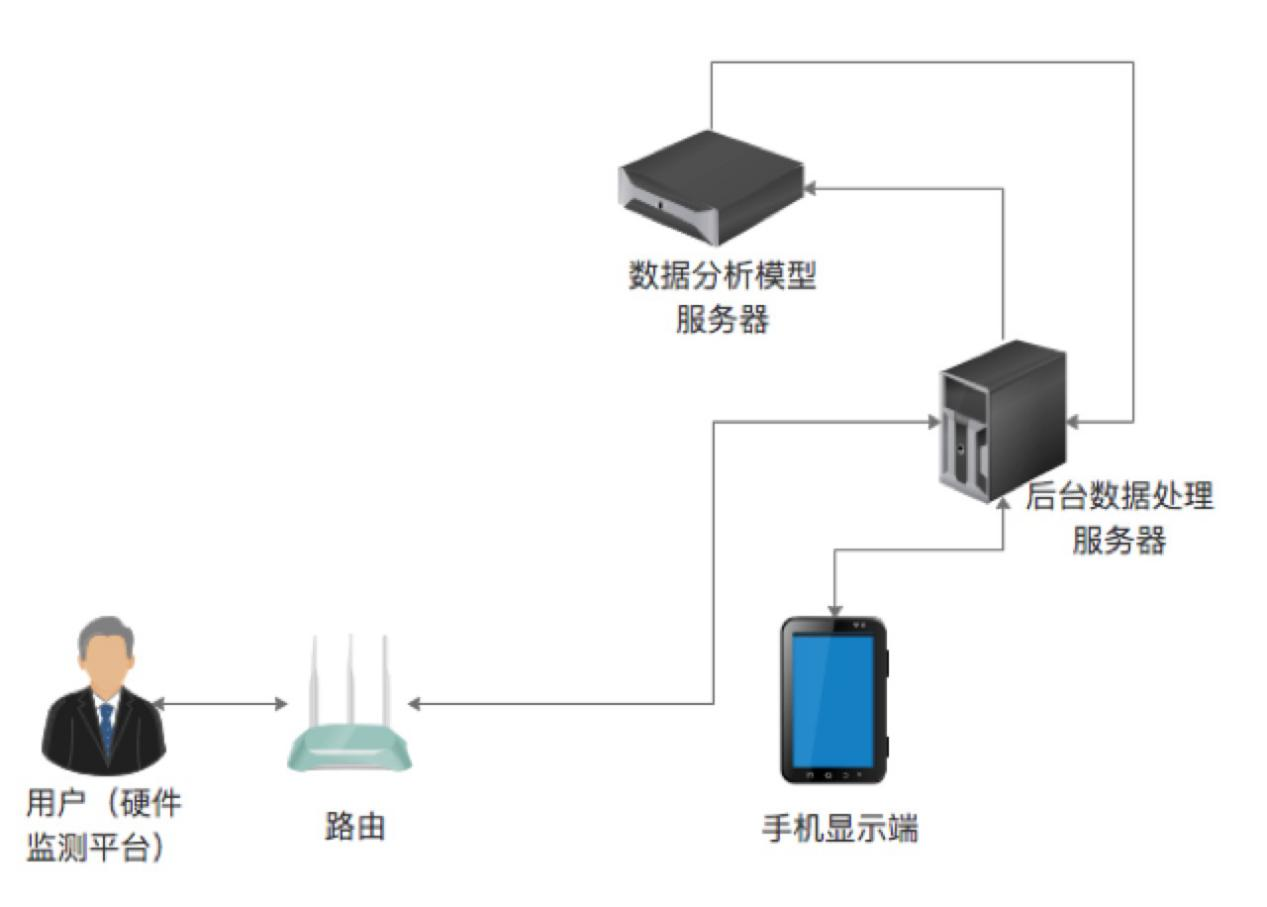 数据分析模型
服务器
后台数据处理
服务器
用户（硬件
监测平台）
路由
手机显示端